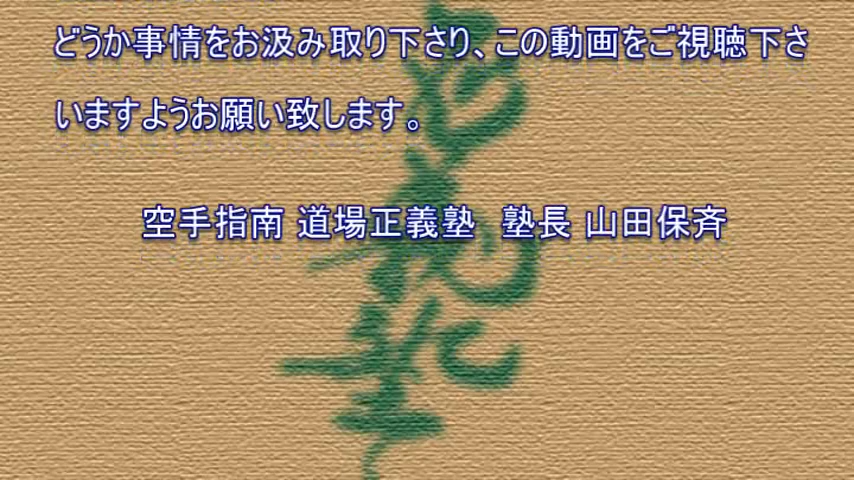 どうか事情をお汲み取り下さり、この動画をご視聴下さ
いますようお願い致します。
空手指南 道場正義塾　塾長 山田保斉